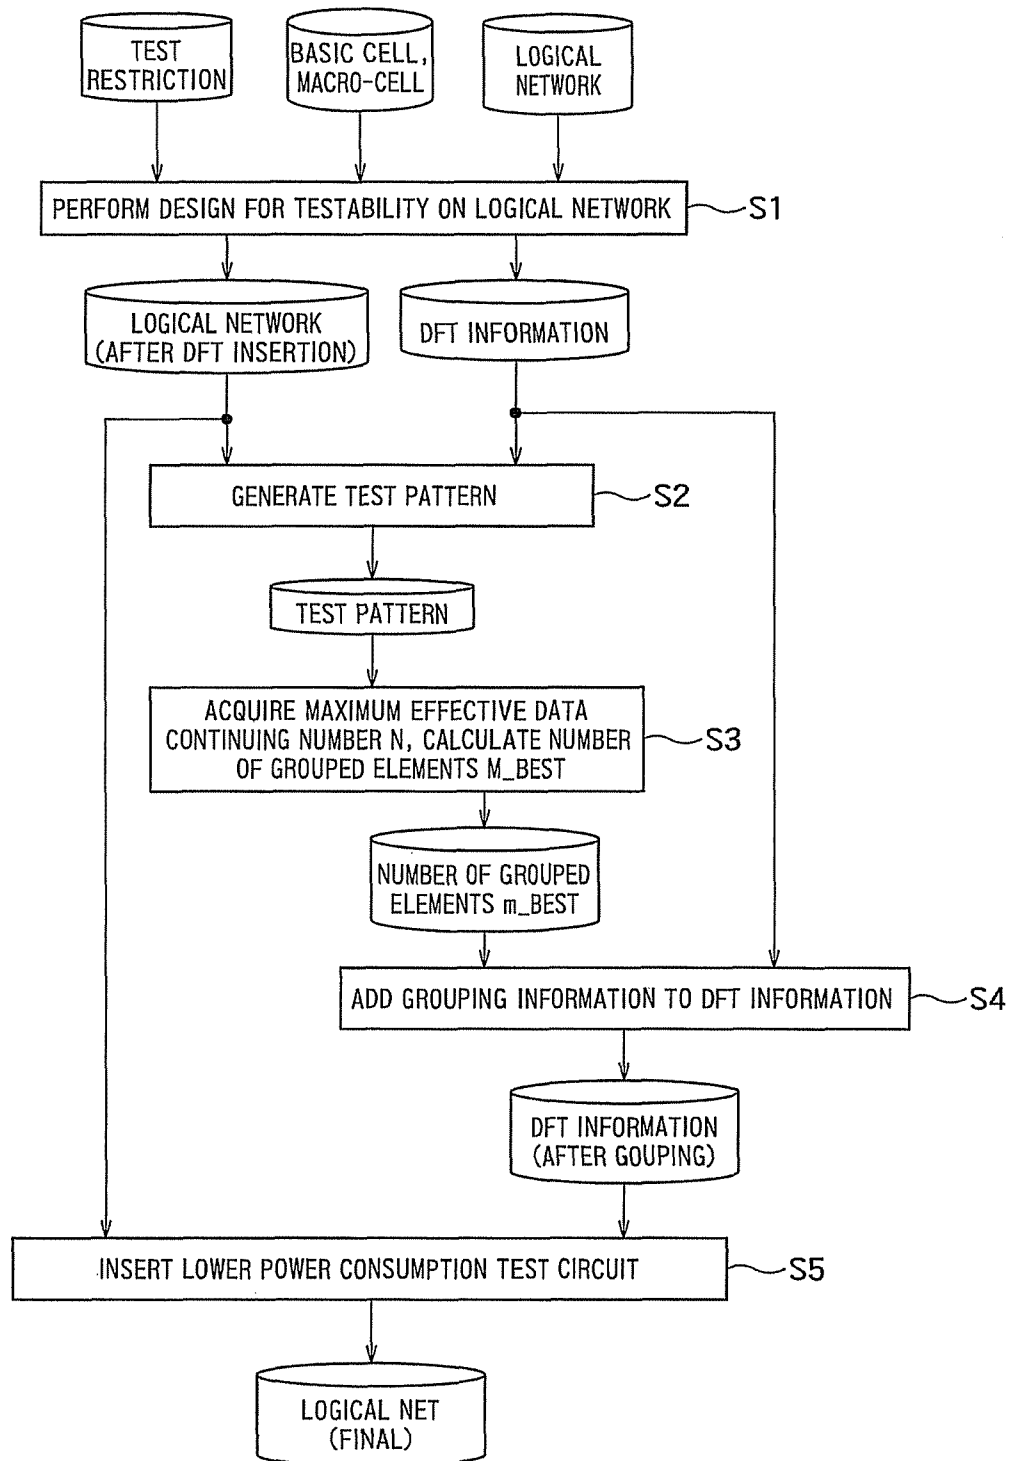 TEST
RESTRICTION
BASIC CELL,
MACRO-CELL
LOGICAL
NETWORK
PERFORM DESIGN FOR TESTABILITY ON LOGICAL NETWORK
S1
LOGICAL NETWORK
(AFTER DFT INSERTION)
DFT INFORMATION
GENERATE TEST PATTERN
S2
TEST PATTERN
ACQUIRE MAXIMUM EFFECTIVE DATA
CONTINUING NUMBER N, CALCULATE NUMBER
OF GROUPED ELEMENTS M_BEST
S3
NUMBER OF GROUPED
ELEMENTS m_BEST
ADD GROUPING INFORMATION TO DFT INFORMATION
S4
DFT INFORMATION
(AFTER GOUPING)
INSERT LOWER POWER CONSUMPTION TEST CIRCUIT
S5
LOGICAL NET
(FINAL)